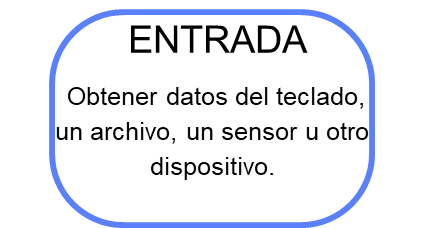 ENTRADA
Obtener datos del teclado,
un archivo, un sensor u otro
dispositivo.